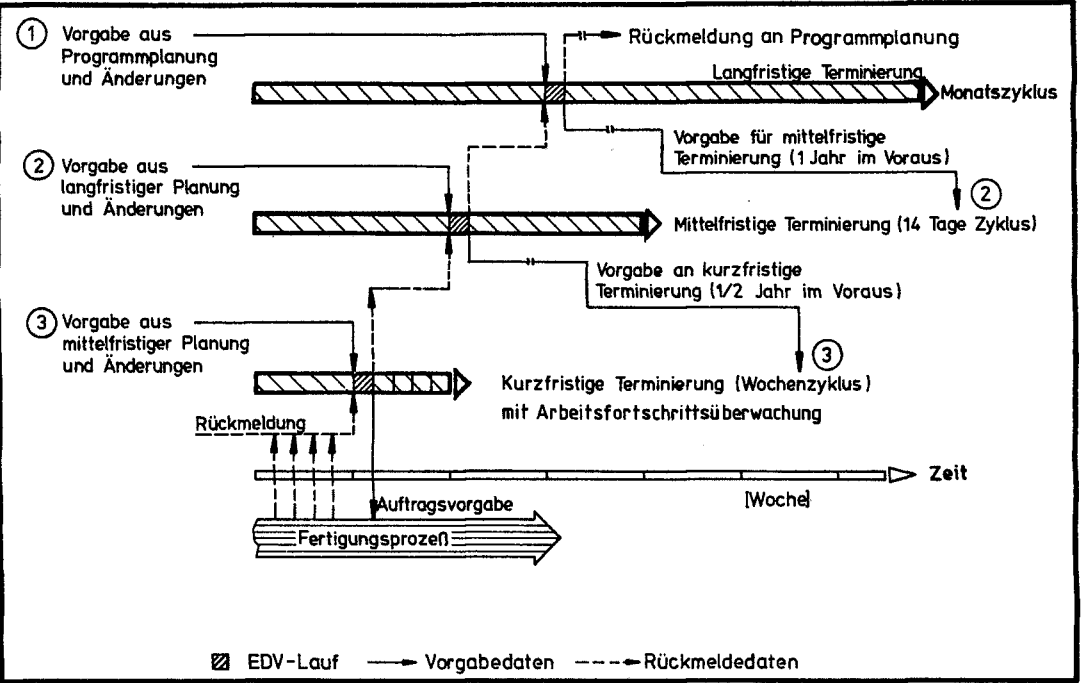 ① Vorgabe aus
Programmplanung
und Änderungen
Rückmeldung an Programmplanung
Langfristige Terminierung
Monatszyklus
Vorgabe für mittelfristige
Terminierung (1 Jahr im Voraus)
②
② Vorgabe aus
langfristiger Planung
und Änderungen
Mittelfristige Terminierung (14 Tage Zyklus)
Vorgabe an kurzfristige
Terminierung (1/2 Jahr im Voraus)
③
③ Vorgabe aus
mittelfristiger Planung
und Änderungen
Kurzfristige Terminierung (Wochenzyklus)
mit Arbeitsfortschrittsüberwachung
Rückmeldung
Zeit
[Woche]
Auftragsvorgabe
Fertigungsprozeß
EDV-Lauf Vorgabedaten Rückmeldedaten